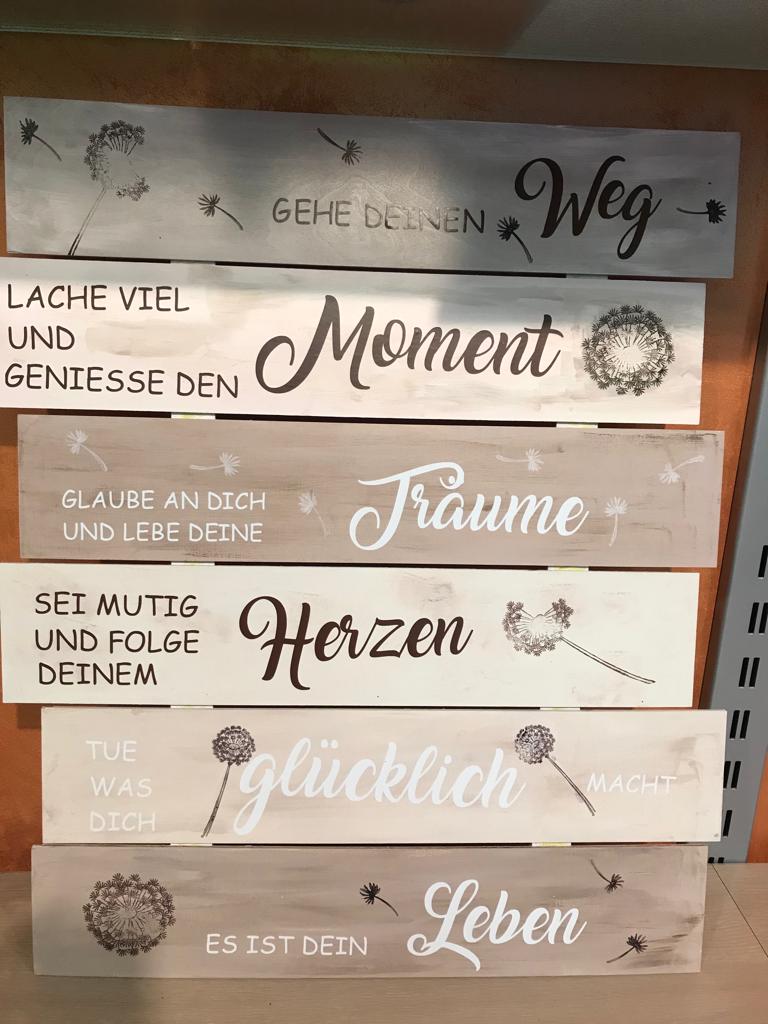 GEHE DEINEN Weg
LACHE VIEL
UND
GENIESSE DEN Moment
GLAUBE AN DICH
UND LEBE DEINE Träume
SEI MUTIG
UND FOLGE
DEINEM Herzen
TUE
WAS
DICH glücklich MACHT
ES IST DEIN Leben